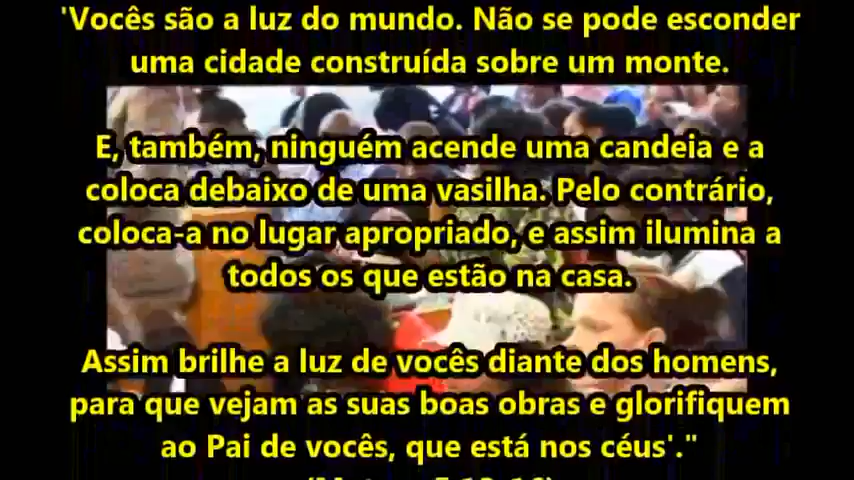 'Vocês são a luz do mundo. Não se pode esconder
uma cidade construída sobre um monte.
E, também, ninguém acende uma candeia e a
coloca debaixo de uma vasilha. Pelo contrário,
coloca-a no lugar apropriado, e assim ilumina a
todos os que estão na casa.
Assim brilhe a luz de vocês diante dos homens,
para que vejam as suas boas obras e glorifiquem
ao Pai de vocês, que está nos céus'."